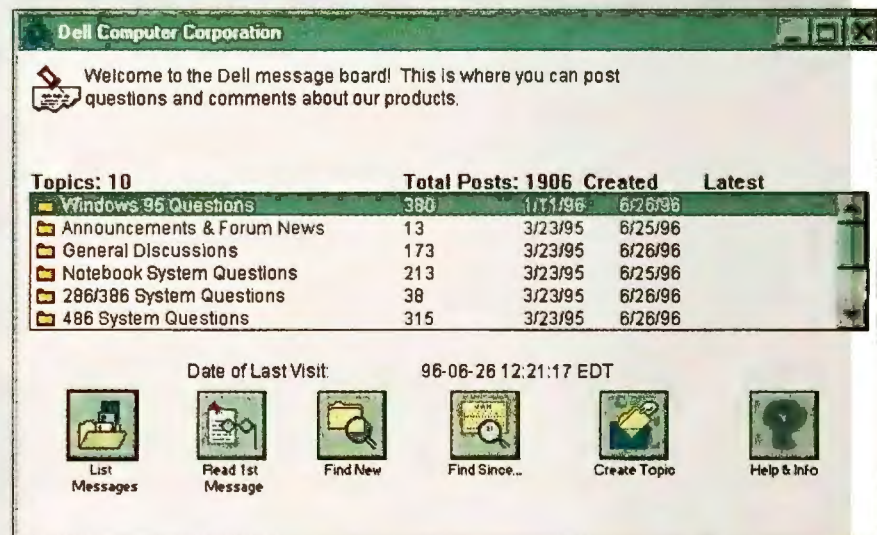 Dell Computer Corporation
Welcome to the Dell message board! This is where you can post
questions and comments about our products.
Topics: 10 Total Posts: 1906 Created Latest
Windows 95 Questions 380 1/11/96 6/26/96
Announcements & Forum News 13 3/23/95 6/25/96
General Discussions 173 3/23/95 6/26/96
Notebook System Questions 213 3/23/95 6/25/96
286/386 System Questions 38 3/23/95 6/26/96
486 System Questions 315 3/23/95 6/26/96
Date of Last Visit: 96-06-26 12:21:17 EDT
List Messages
Read 1st Message
Find New
Find Since...
Create Topic
Help & Info